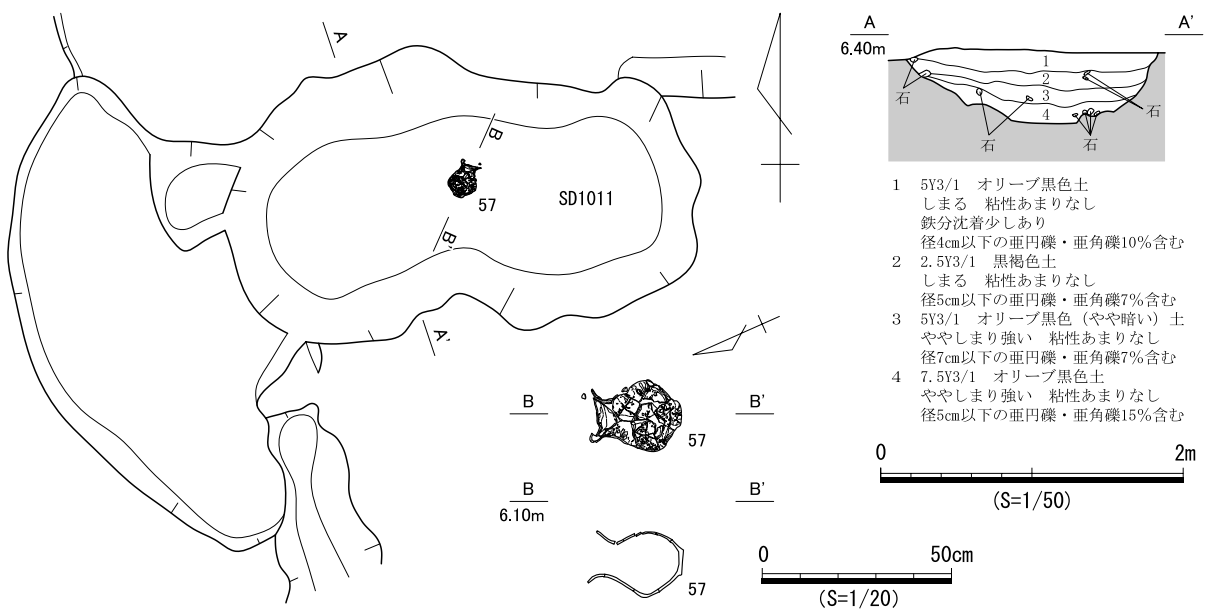 A
A'
B
B'
57
SD1011
A
A'
6.40m
1
2
3
4
石
石
石
石
1 5Y3/1 オリーブ黒色土
しまる 粘性あまりなし
鉄分沈着少しあり
径4cm以下の亜円礫・亜角礫10%含む
2 2.5Y3/1 黒褐色土
しまる 粘性あまりなし
径5cm以下の亜円礫・亜角礫7%含む
3 5Y3/1 オリーブ黒色（やや暗い）土
ややしまり強い 粘性あまりなし
径7cm以下の亜円礫・亜角礫7%含む
4 7.5Y3/1 オリーブ黒色土
ややしまり強い 粘性あまりなし
径5cm以下の亜円礫・亜角礫15%含む
0 2m
(S=1/50)
B B'
57
B B'
6.10m
57
0 50cm
(S=1/20)